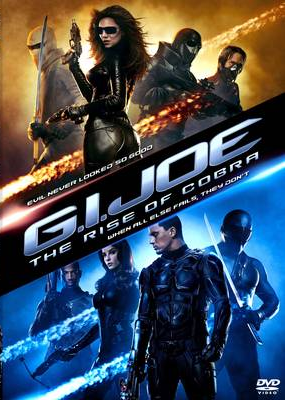 EVIL NEVER LOOKED SO GOOD
G.I.JOE
THE RISE OF COBRA
WHEN ALL ELSE FAILS, THEY DON'T
DVD
VIDEO